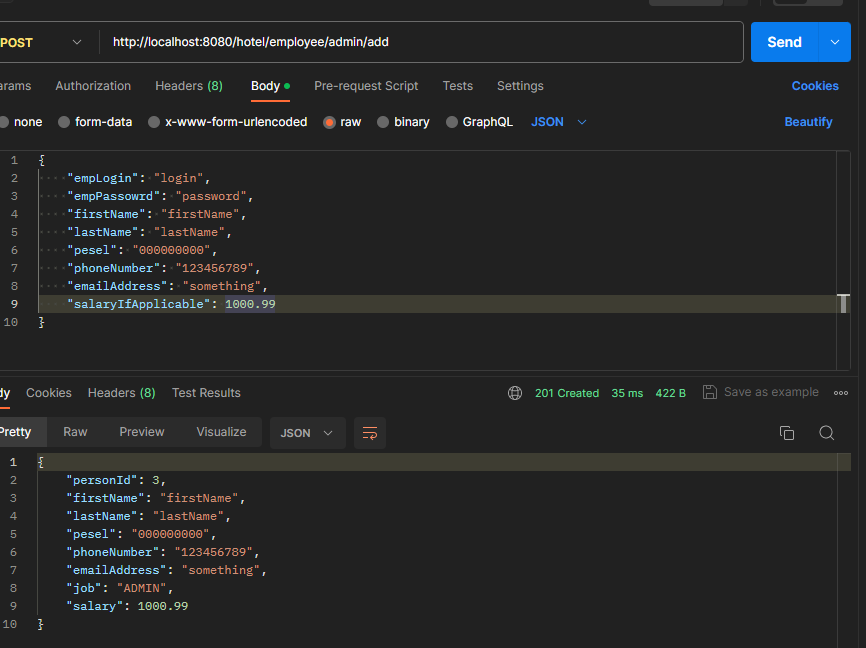 POST http://localhost:8080/hotel/employee/admin/add Send
arams Authorization Headers (8) Body Pre-request Script Tests Settings Cookies
none form-data x-www-form-urlencoded raw binary GraphQL JSON Beautify
1 {
2 ····"empLogin":·"login",
3 ····"empPassowrd":·"password",
4 ····"firstName":·"firstName",
5 ····"lastName":·"lastName",
6 ····"pesel":·"000000000",
7 ····"phoneNumber":·"123456789",
8 ····"emailAddress":·"something",
9 ····"salaryIfApplicable":·1000.99
10 }
dy Cookies Headers (8) Test Results 201 Created 35 ms 422 B Save as example
Pretty Raw Preview Visualize JSON
1 {
2 "personId": 3,
3 "firstName": "firstName",
4 "lastName": "lastName",
5 "pesel": "000000000",
6 "phoneNumber": "123456789",
7 "emailAddress": "something",
8 "job": "ADMIN",
9 "salary": 1000.99
10 }